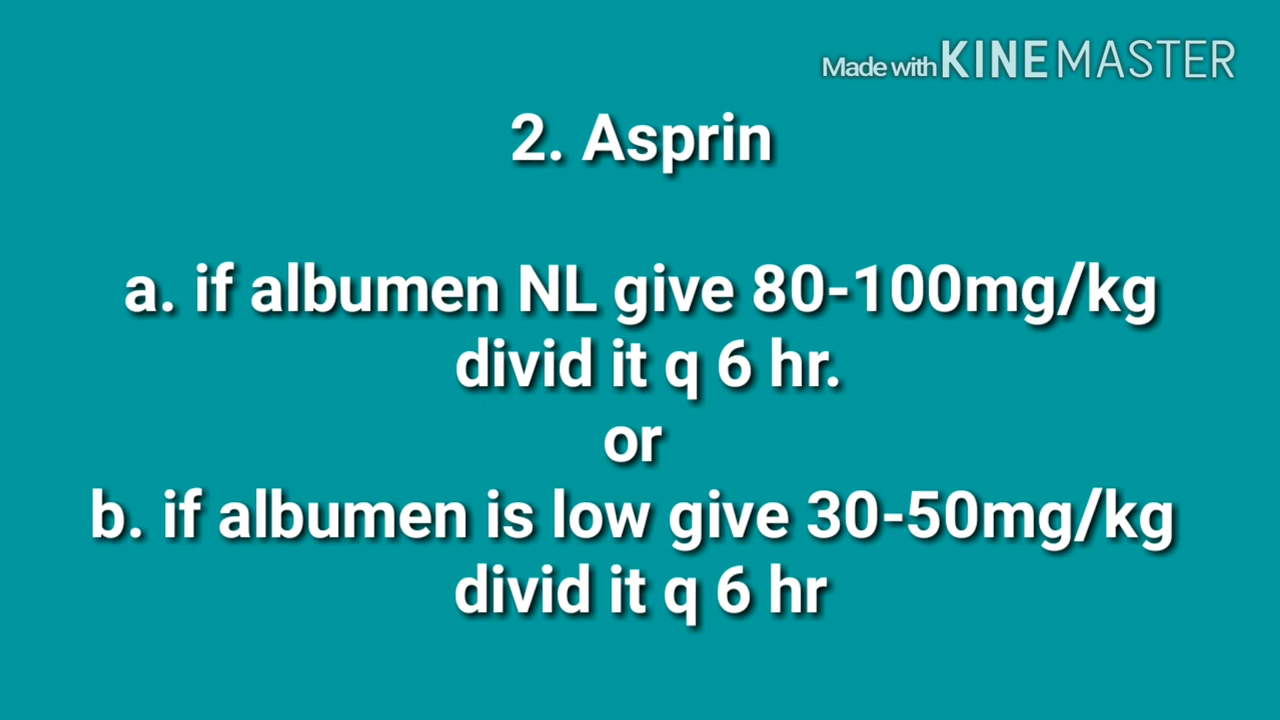 Made with KINEMASTER
2. Asprin
a. if albumen NL give 80-100mg/kg
divid it q 6 hr.
or
b. if albumen is low give 30-50mg/kg
divid it q 6 hr